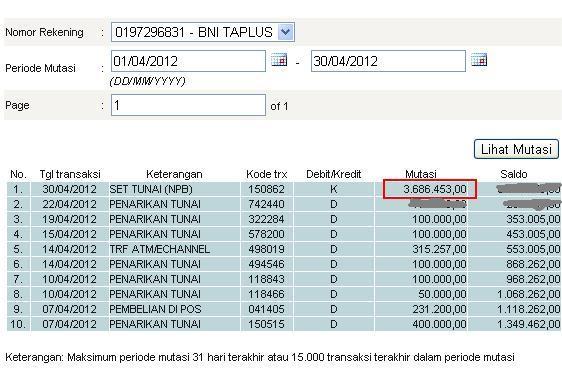 Nomor Rekening : 0197296831 - BNI TAPLUS
Periode Mutasi : 01/04/2012 - 30/04/2012
(DD/MM/YYYY)
Page : 1 of 1
Lihat Mutasi
No. Tgl transaksi Keterangan Kode trx Debit/Kredit Mutasi Saldo
1. 30/04/2012 SET TUNAI (NPB) 150862 K 3.686.453,00
2. 22/04/2012 PENARIKAN TUNAI 742440 D
3. 19/04/2012 PENARIKAN TUNAI 322284 D 100.000,00 353.005,00
4. 15/04/2012 PENARIKAN TUNAI 578200 D 100.000,00 453.005,00
5. 14/04/2012 TRF ATM/ECHANNEL 498019 D 315.257,00 553.005,00
6. 14/04/2012 PENARIKAN TUNAI 494546 D 100.000,00 868.262,00
7. 10/04/2012 PENARIKAN TUNAI 118843 D 100.000,00 968.262,00
8. 10/04/2012 PENARIKAN TUNAI 118466 D 50.000,00 1.068.262,00
9. 07/04/2012 PEMBELIAN DI POS 041405 D 231.200,00 1.118.262,00
10. 07/04/2012 PENARIKAN TUNAI 150515 D 400.000,00 1.349.462,00
Keterangan: Maksimum periode mutasi 31 hari terakhir atau 15.000 transaksi terakhir dalam periode mutasi